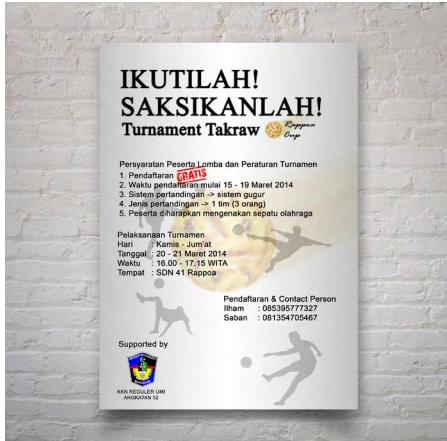 IKUTILAH!
SAKSIKANLAH!
Turnament Takraw Rappoa Cup
Persyaratan Peserta Lomba dan Peraturan Turnamen
1. Pendaftaran GRATIS
2. Waktu pendaftaran mulai 15 - 19 Maret 2014
3. Sistem pertandingan -> sistem gugur
4. Jenis pertandingan -> 1 tim (3 orang)
5. Peserta diharapkan mengenakan sepatu olahraga
Pelaksanaan Turnamen
Hari : Kamis - Jum'at
Tanggal : 20 - 21 Maret 2014
Waktu : 16.00 - 17.15 WITA
Tempat : SDN 41 Rappoa
Pendaftaran & Contact Person
Ilham : 085395777327
Saban : 081354705467
Supported by
KKN REGULER UMI
ANGKATAN 52